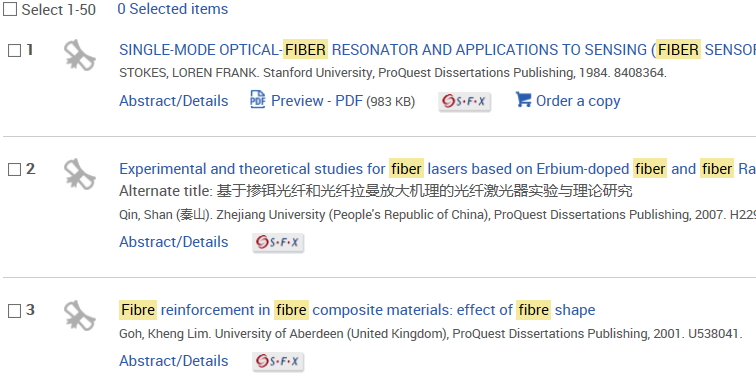 Select 1-50 0 Selected items
1 SINGLE-MODE OPTICAL-FIBER RESONATOR AND APPLICATIONS TO SENSING (FIBER SENSOR
STOKES, LOREN FRANK. Stanford University, ProQuest Dissertations Publishing, 1984. 8408364.
Abstract/Details PDF Preview - PDF (983 KB) S·F·X Order a copy
2 Experimental and theoretical studies for fiber lasers based on Erbium-doped fiber and fiber Ra
Alternate title: 基于掺铒光纤和光纤拉曼放大机理的光纤激光器实验与理论研究
Qin, Shan (秦山). Zhejiang University (People's Republic of China), ProQuest Dissertations Publishing, 2007. H229
Abstract/Details S·F·X
3 Fibre reinforcement in fibre composite materials: effect of fibre shape
Goh, Kheng Lim. University of Aberdeen (United Kingdom), ProQuest Dissertations Publishing, 2001. U538041.
Abstract/Details S·F·X